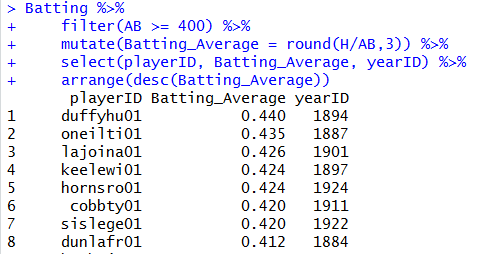 > Batting %>%
+ filter(AB >= 400) %>%
+ mutate(Batting_Average = round(H/AB,3)) %>%
+ select(playerID, Batting_Average, yearID) %>%
+ arrange(desc(Batting_Average))
playerID Batting_Average yearID
1 duffyhu01 0.440 1894
2 oneilti01 0.435 1887
3 lajoina01 0.426 1901
4 keelewi01 0.424 1897
5 hornsro01 0.424 1924
6 cobbty01 0.420 1911
7 sislege01 0.420 1922
8 dunlafr01 0.412 1884